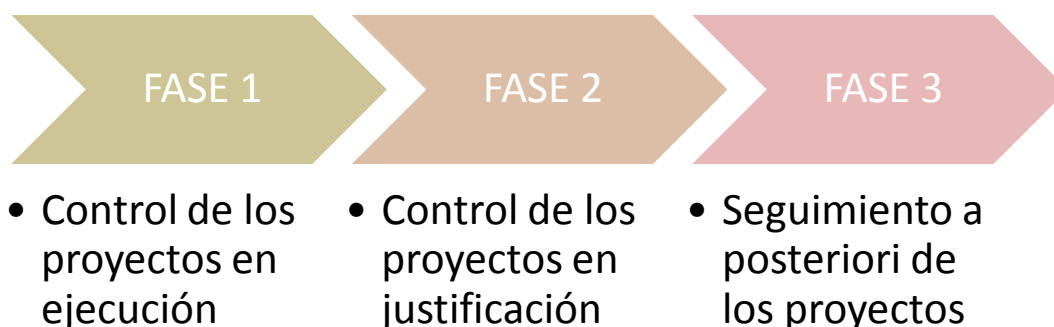 FASE 1
• Control de los
proyectos en
ejecución
FASE 2
• Control de los
proyectos en
justificación
FASE 3
• Seguimiento a
posteriori de
los proyectos